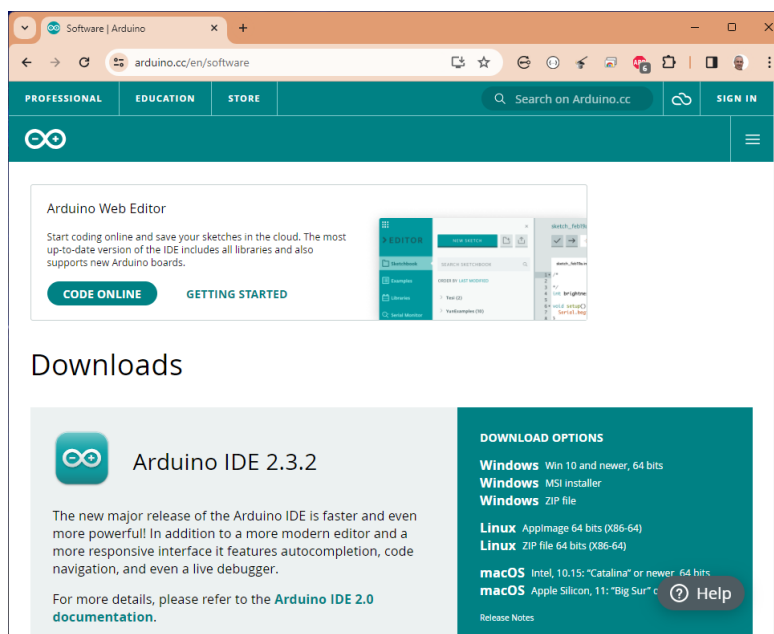 Software | Arduino
arduino.cc/en/software
6
PROFESSIONAL EDUCATION STORE Search on Arduino.cc SIGN IN
Arduino Web Editor
Start coding online and save your sketches in the cloud. The most
up-to-date version of the IDE includes all libraries and also
supports new Arduino boards.
CODE ONLINE GETTING STARTED
EDITOR
NEW SKETCH
Sketchbook
SEARCH SKETCHBOOK
Examples
ORDER BY LAST MODIFIED
Libraries
Test (2)
Serial Monitor
YunExamples (10)
Downloads
Arduino IDE 2.3.2
The new major release of the Arduino IDE is faster and even
more powerful! In addition to a more modern editor and a
more responsive interface it features autocompletion, code
navigation, and even a live debugger.
For more details, please refer to the Arduino IDE 2.0
documentation.
DOWNLOAD OPTIONS
Windows Win 10 and newer, 64 bits
Windows MSI installer
Windows ZIP file
Linux AppImage 64 bits (X86-64)
Linux ZIP file 64 bits (X86-64)
macOS Intel, 10.15: "Catalina" or newer, 64 bits
macOS Apple Silicon, 11: "Big Sur"
Help
Release Notes